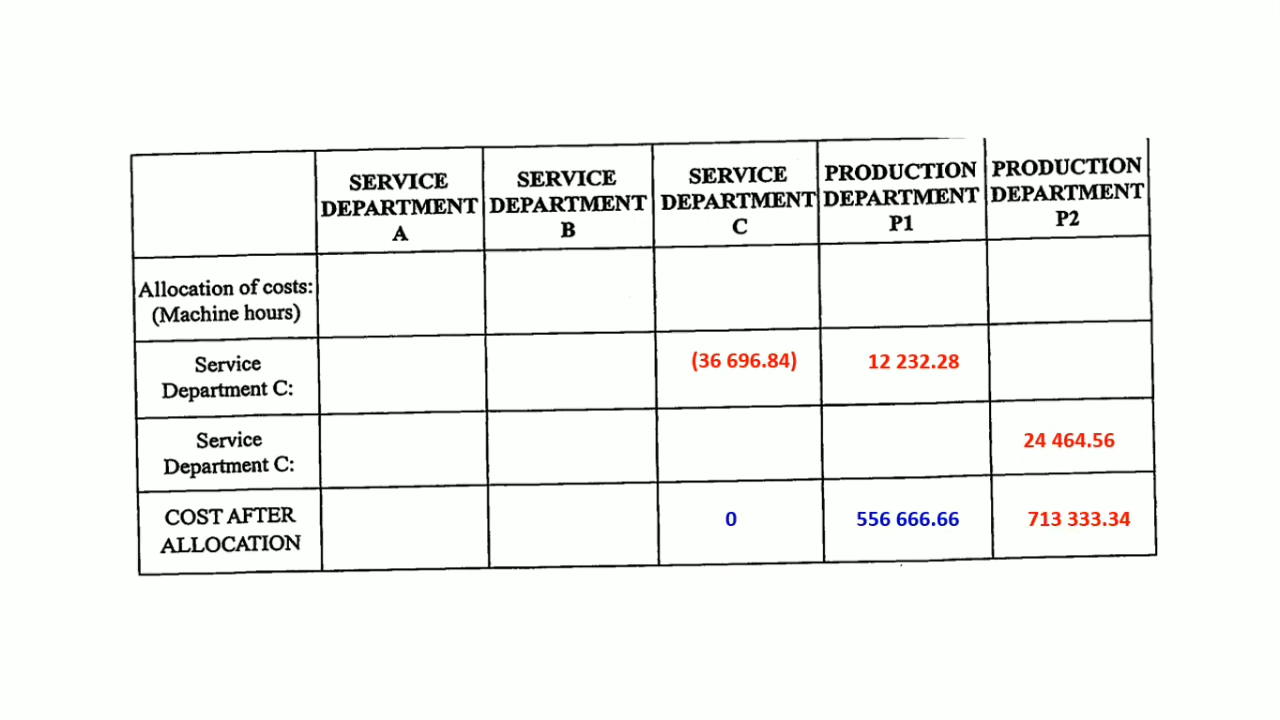 SERVICE DEPARTMENT A
SERVICE DEPARTMENT B
SERVICE DEPARTMENT C
PRODUCTION DEPARTMENT P1
PRODUCTION DEPARTMENT P2
Allocation of costs:
(Machine hours)
Service
Department C:
(36 696.84)
12 232.28
Service
Department C:
24 464.56
COST AFTER
ALLOCATION
0
556 666.66
713 333.34